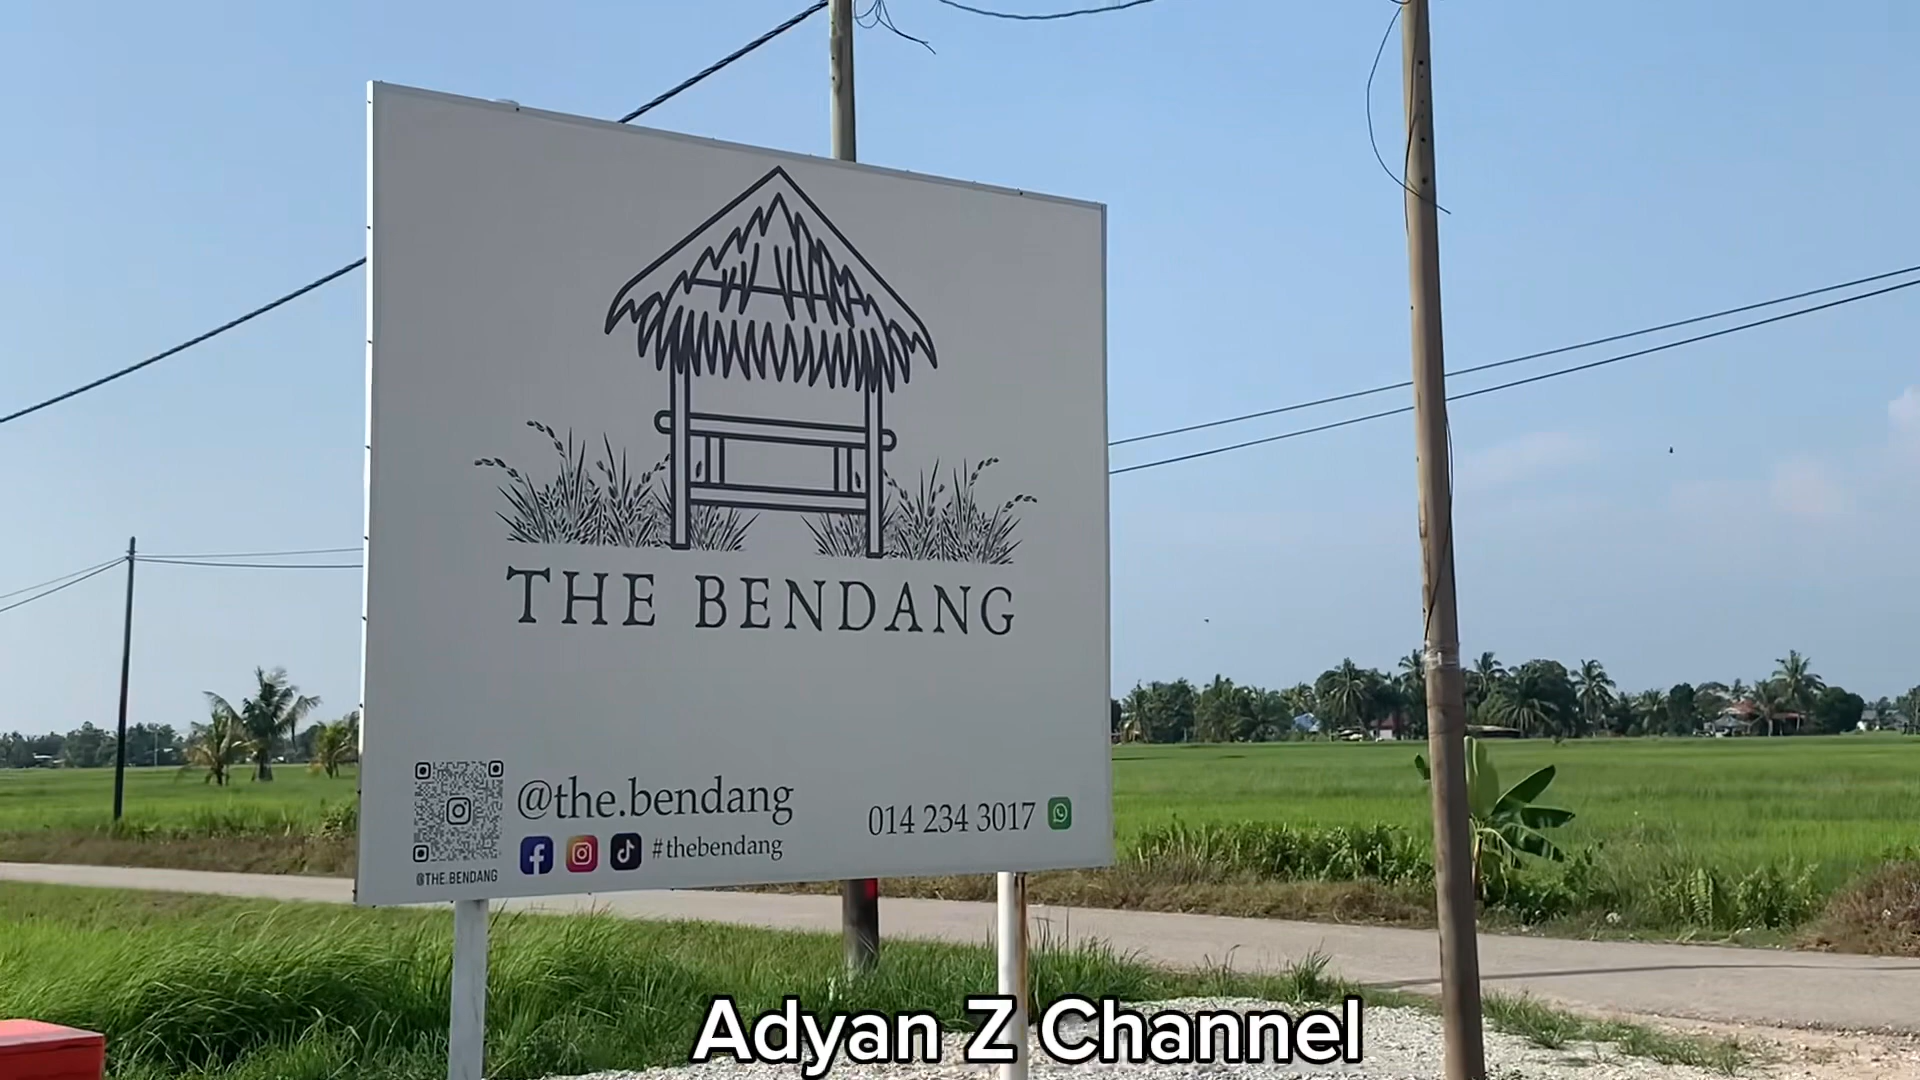 THE BENDANG
@the.bendang
#thebendang
@THE.BENDANG
014 234 3017
Adyan Z Channel